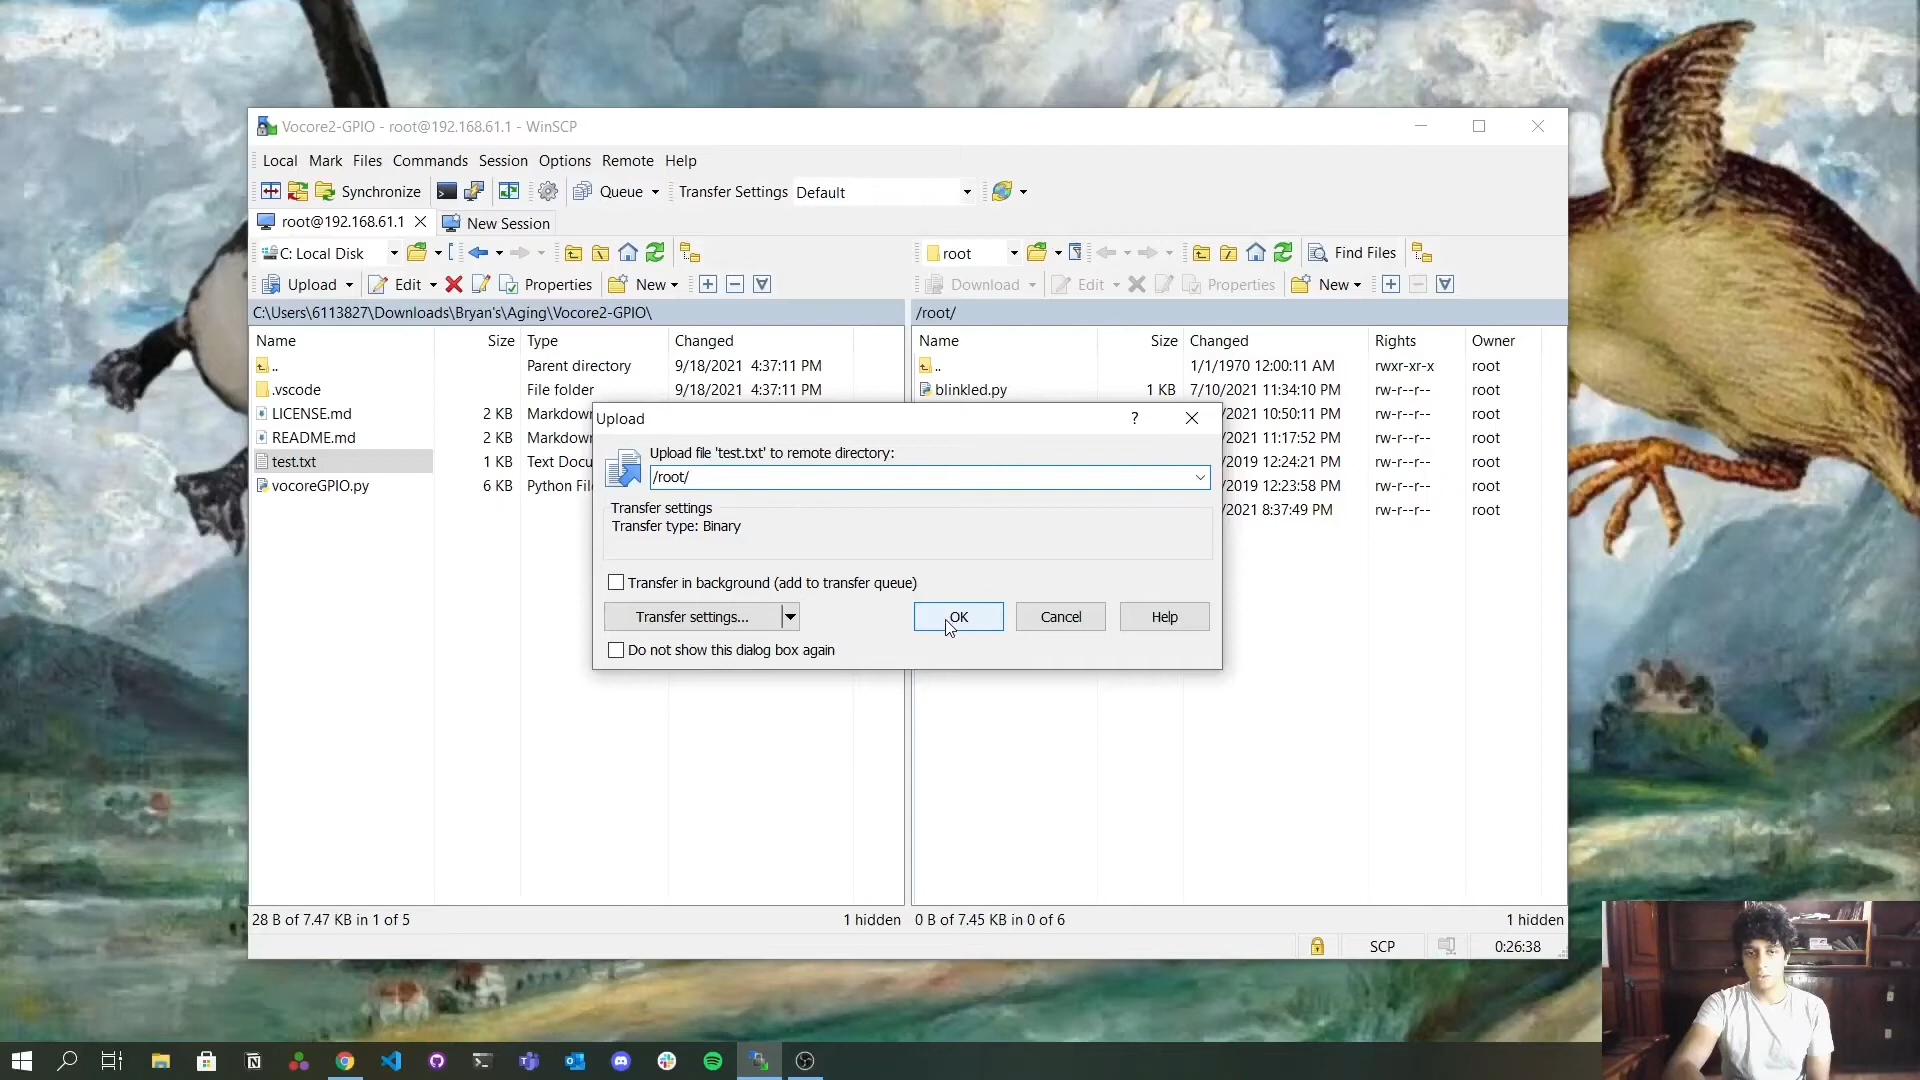 Vocore2-GPIO - root@192.168.61.1 - WinSCP
Local Mark Files Commands Session Options Remote Help
Synchronize Queue Transfer Settings Default
root@192.168.61.1 New Session
C: Local Disk
root Find Files
Upload Edit Properties New
Download Edit Properties New
C:\Users\6113827\Downloads\Bryan's\Aging\Vocore2-GPIO\
/root/
Name Size Type Changed
.. Parent directory 9/18/2021 4:37:11 PM
.vscode File folder 9/18/2021 4:37:11 PM
LICENSE.md 2 KB Markdown
README.md 2 KB Markdown
test.txt 1 KB Text Docu
vocoreGPIO.py 6 KB Python File
Name Size Changed Rights Owner
.. 1/1/1970 12:00:11 AM rwxr-xr-x root
blinkled.py 1 KB 7/10/2021 11:34:10 PM rw-r--r-- root
/2021 10:50:11 PM rw-r--r-- root
/2021 11:17:52 PM rw-r--r-- root
/2019 12:24:21 PM rw-r--r-- root
/2019 12:23:58 PM rw-r--r-- root
/2021 8:37:49 PM rw-r--r-- root
Upload ?
Upload file 'test.txt' to remote directory:
/root/
Transfer settings
Transfer type: Binary
Transfer in background (add to transfer queue)
Transfer settings... OK Cancel Help
Do not show this dialog box again
28 B of 7.47 KB in 1 of 5 1 hidden
0 B of 7.45 KB in 0 of 6 1 hidden
SCP 0:26:38